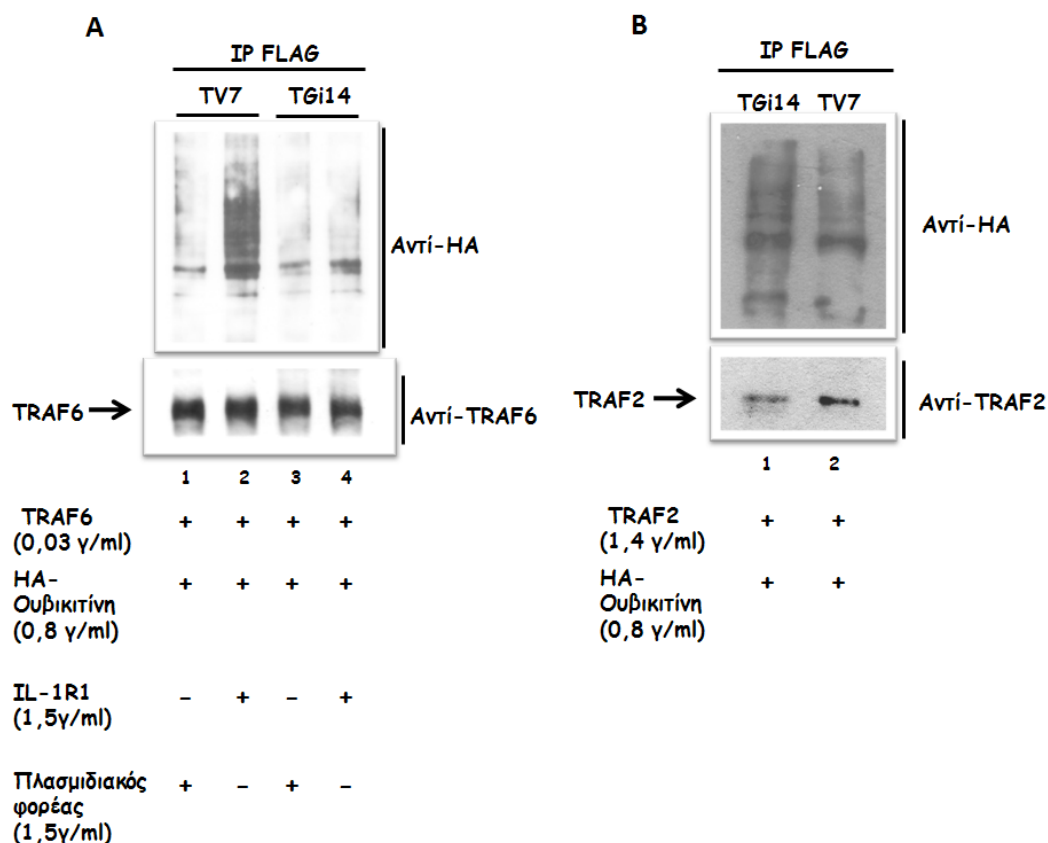 A
IP FLAG
TV7 TGi14
Αντί-HA
TRAF6
Αντί-TRAF6
1 2 3 4
TRAF6
(0,03 γ/ml)
+ + + +
HA-
Ουβικιτίνη
(0,8 γ/ml)
+ + + +
IL-1R1
(1,5γ/ml)
- + - +
Πλασμιδιακός
φορέας
(1,5γ/ml)
+ - + -
B
IP FLAG
TGi14 TV7
Αντί-HA
TRAF2
Αντί-TRAF2
1 2
TRAF2
(1,4 γ/ml)
+ +
HA-
Ουβικιτίνη
(0,8 γ/ml)
+ +